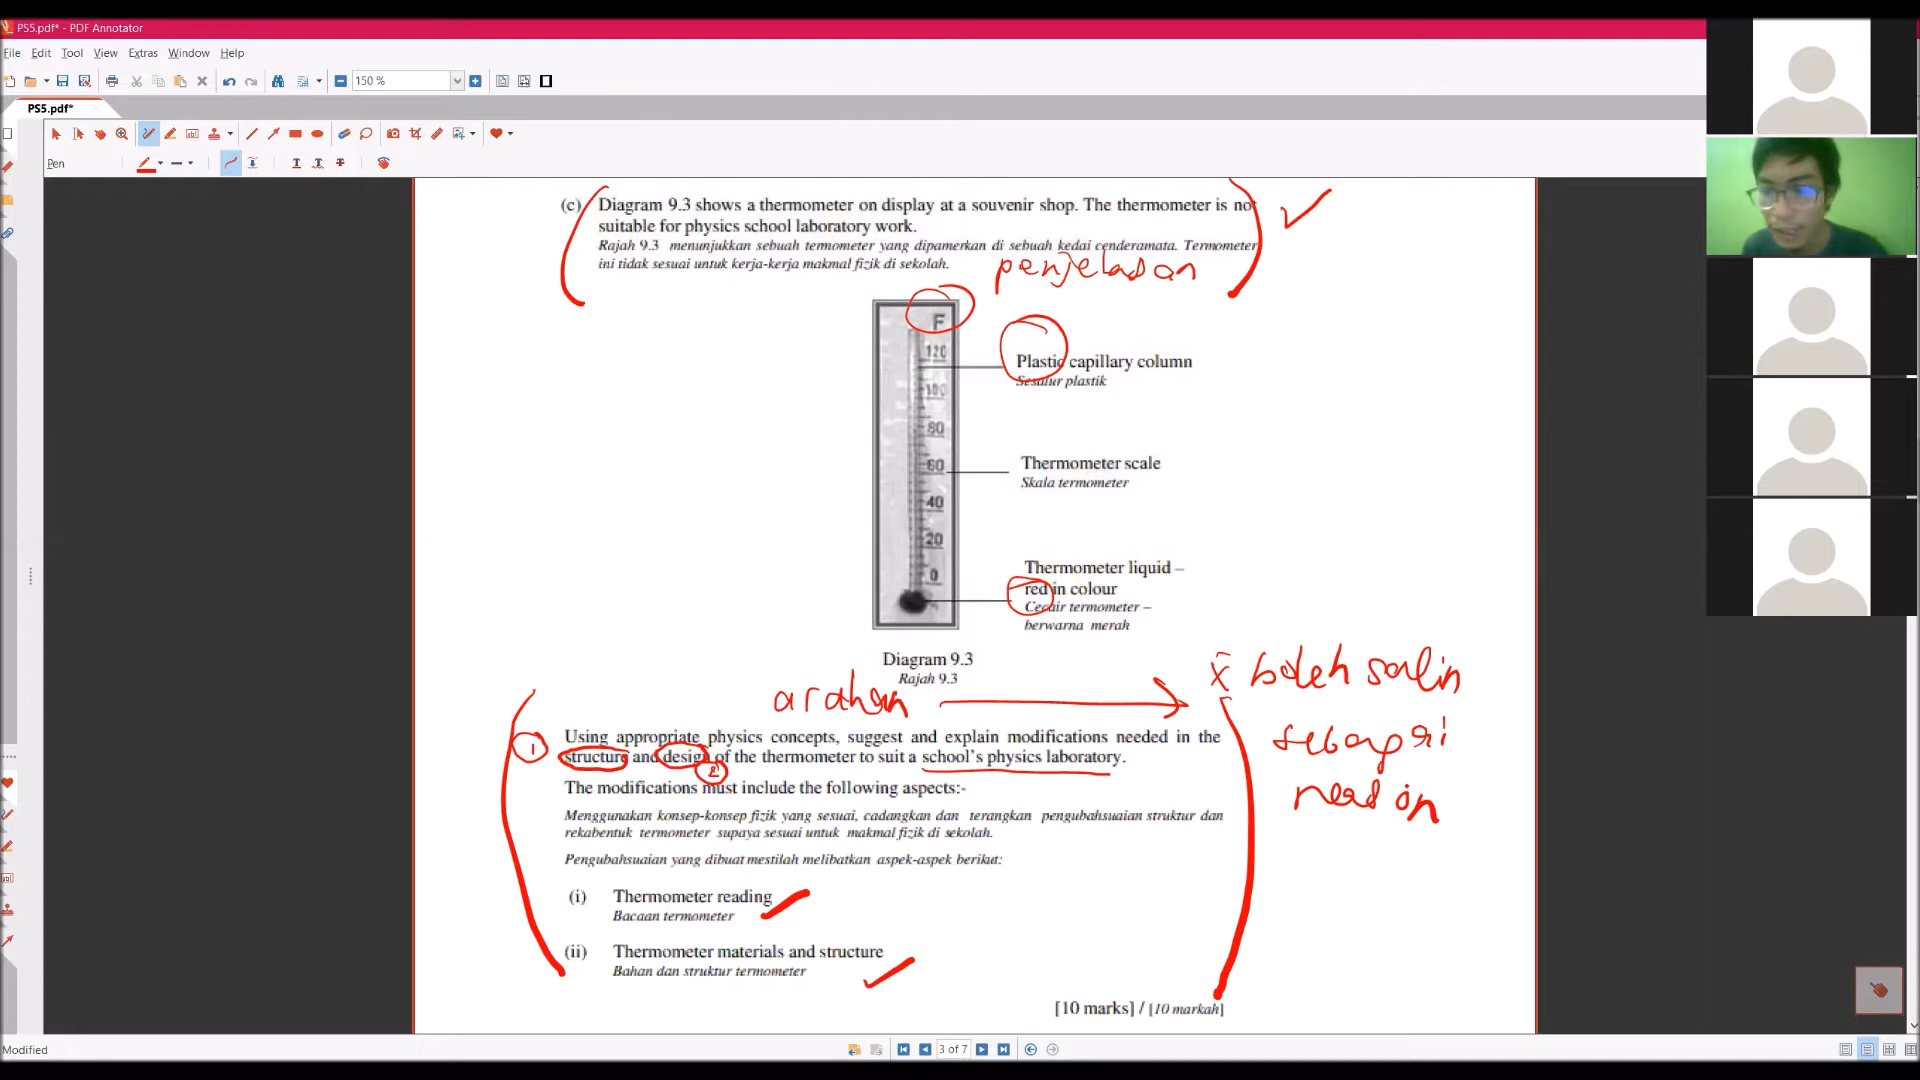 PS5.pdf* - PDF Annotator
File Edit Tool View Extras Window Help
150 %
PS5.pdf*
Pen
(c) Diagram 9.3 shows a thermometer on display at a souvenir shop. The thermometer is not
suitable for physics school laboratory work.
Rajah 9.3 menunjukkan sebuah termometer yang dipamerkan di sebuah kedai cenderamata. Termometer
ini tidak sesuai untuk kerja-kerja makmal fizik di sekolah.
penjelasan
F
120
100
80
60
40
20
0
Plastic capillary column
Sesalur plastik
Thermometer scale
Skala termometer
Thermometer liquid –
red in colour
Cecair termometer –
berwarna merah
Diagram 9.3
Rajah 9.3
arahan
x boleh salin
sebagai
1
Using appropriate physics concepts, suggest and explain modifications needed in the
structure and design of the thermometer to suit a school's physics laboratory.
2
The modifications must include the following aspects:-
Menggunakan konsep-konsep fizik yang sesuai, cadangkan dan terangkan pengubahsuaian struktur dan
rekabentuk termometer supaya sesuai untuk makmal fizik di sekolah.
Pengubahsuaian yang dibuat mestilah melibatkan aspek-aspek berikut:
(i) Thermometer reading
Bacaan termometer
(ii) Thermometer materials and structure
Bahan dan struktur termometer
[10 marks] / [10 markah]
Modified
3 of 7